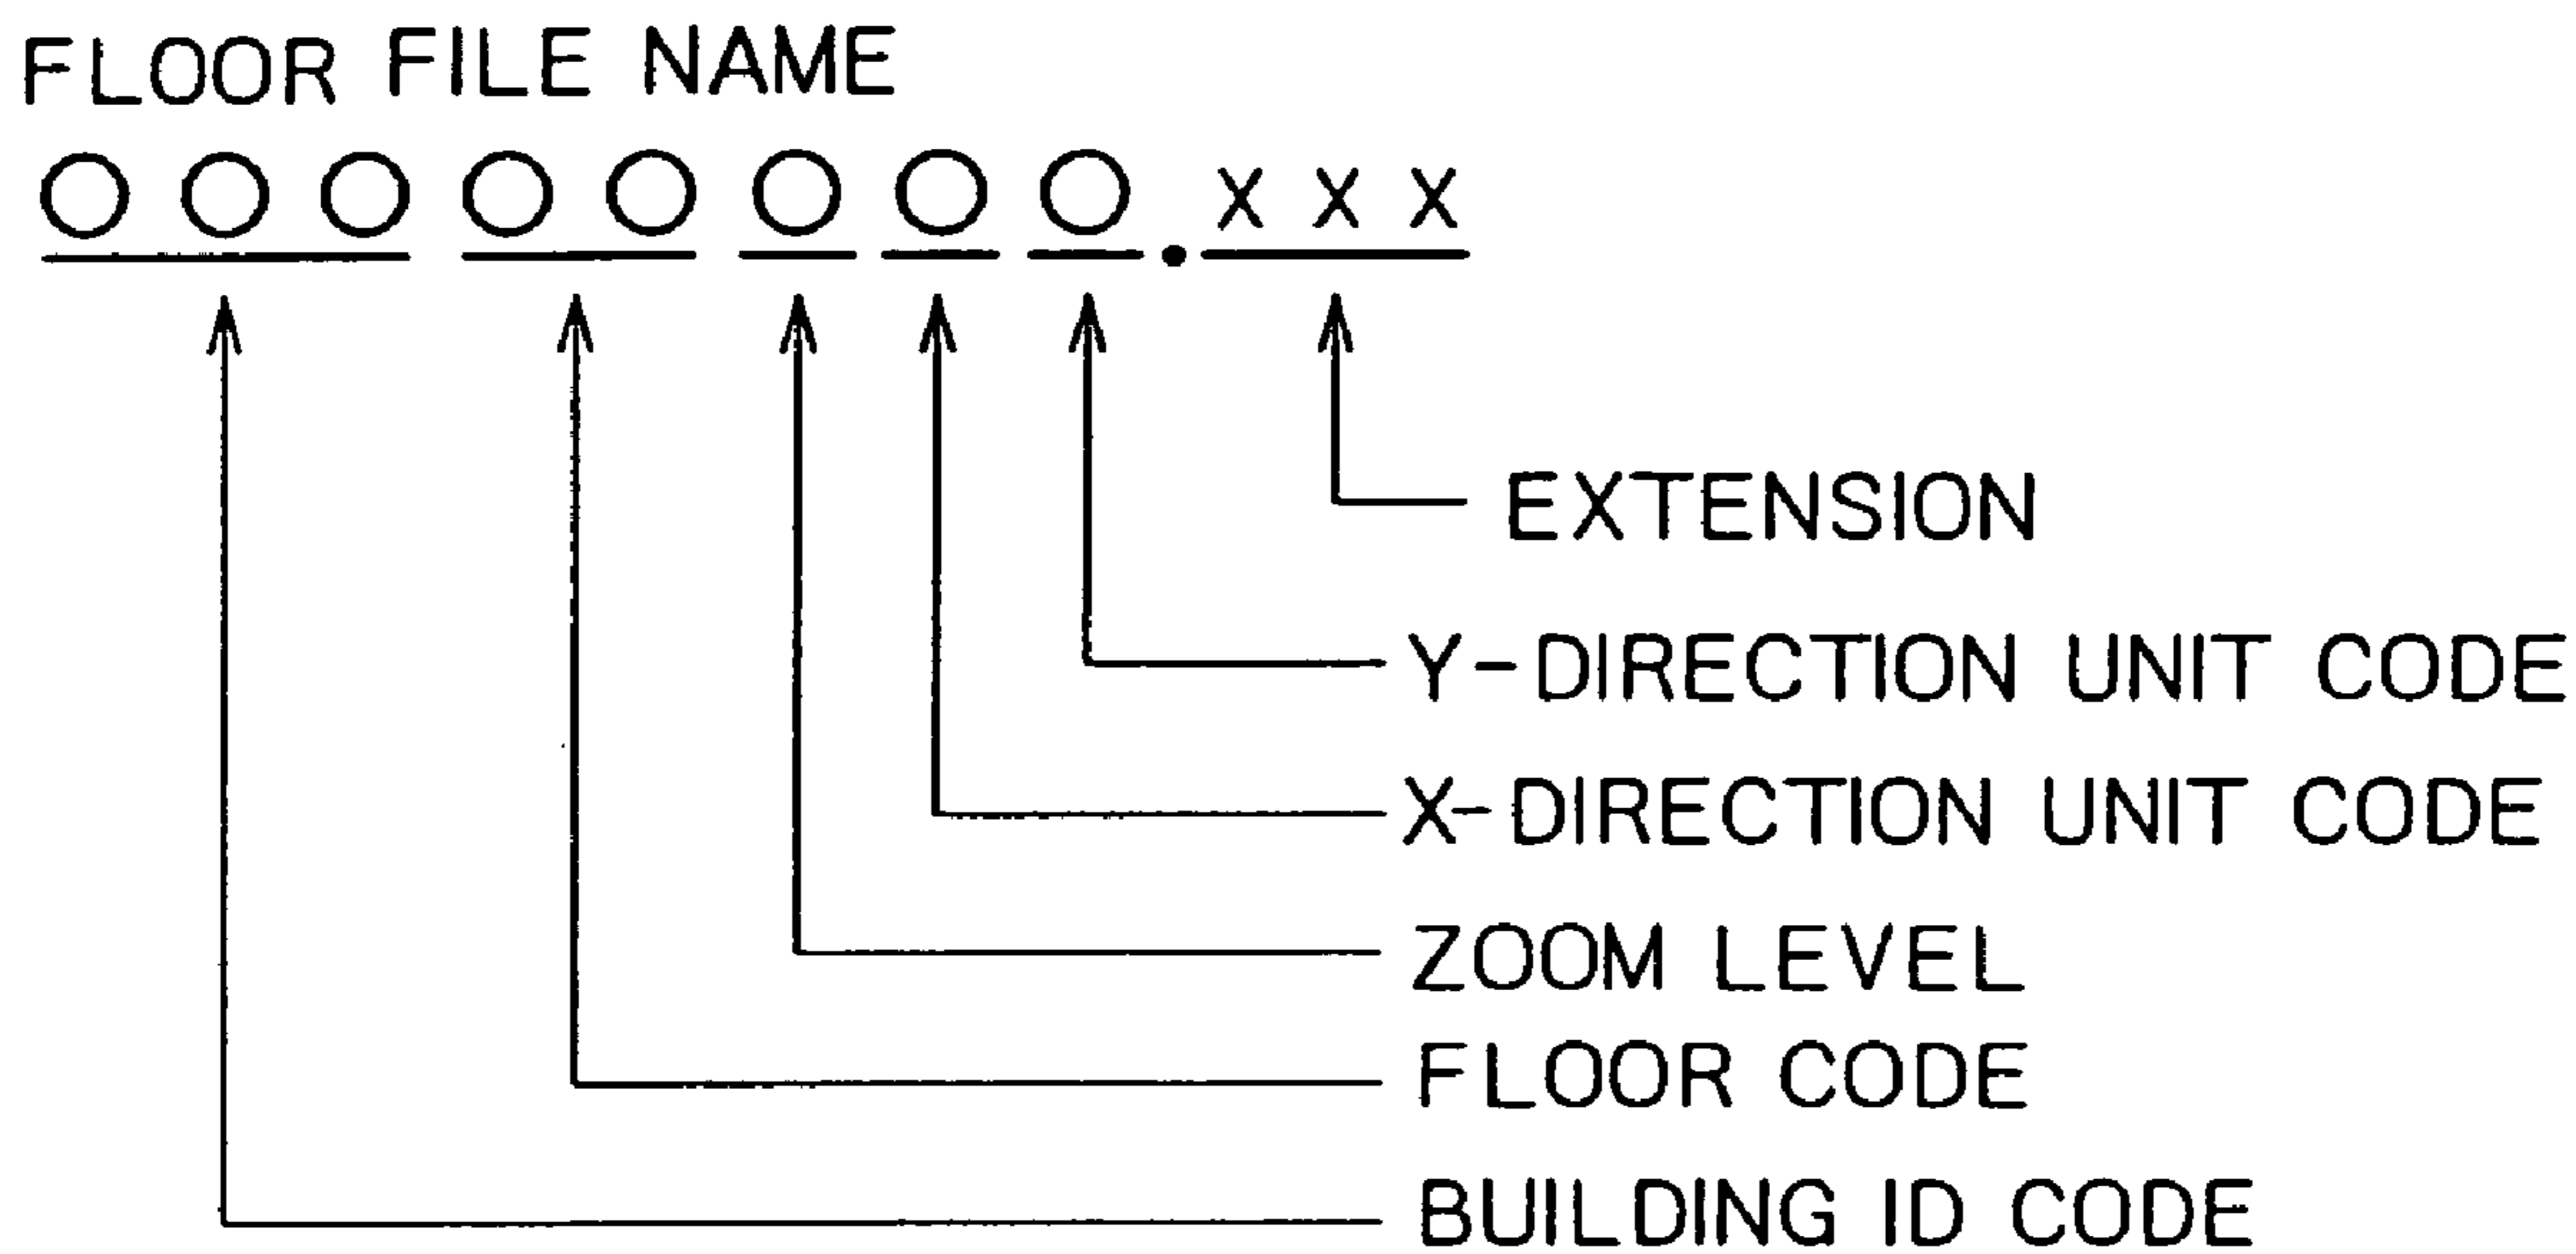 FLOOR FILE NAME
○○○ ○○ ○ ○ ○.XXX
EXTENSION
Y-DIRECTION UNIT CODE
X-DIRECTION UNIT CODE
ZOOM LEVEL
FLOOR CODE
BUILDING ID CODE